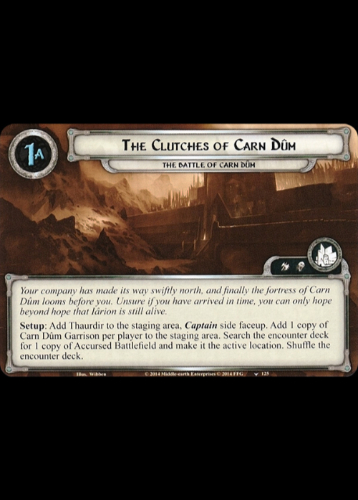 1A
THE CLUTCHES OF CARN DÛM
THE BATTLE OF CARN DÛM
Your company has made its way swiftly north, and finally the fortress of Carn
Dûm looms before you. Unsure if you have arrived in time, you can only hope
beyond hope that Iârion is still alive.
Setup: Add Thaurdir to the staging area, Captain side faceup. Add 1 copy of
Carn Dûm Garrison per player to the staging area. Search the encounter deck
for 1 copy of Accursed Battlefield and make it the active location. Shuffle the
encounter deck.
Illus. © 2014 Middle-earth Enterprises © 2014 FFG 125